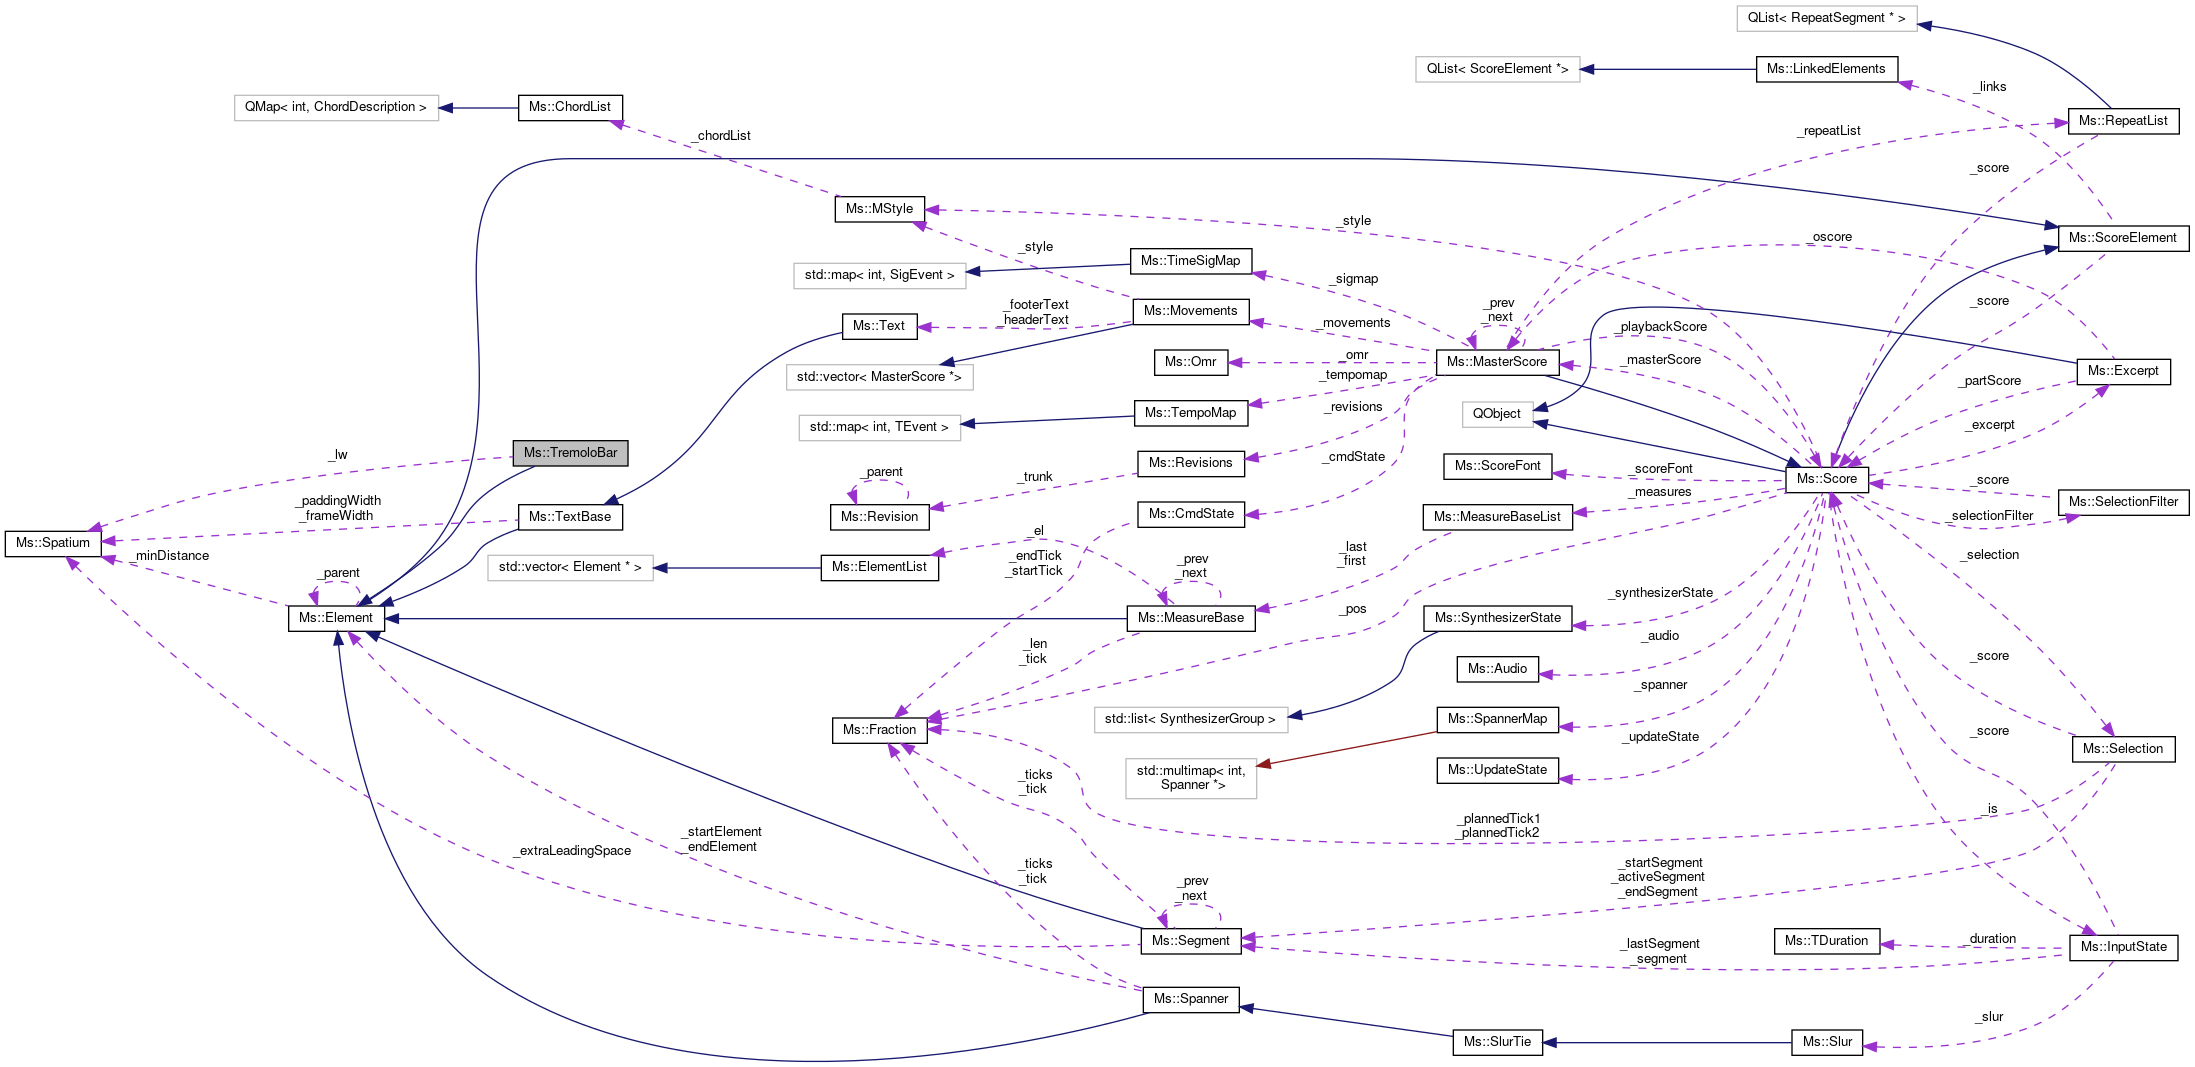 QList< RepeatSegment * >
QList< ScoreElement *>
Ms::LinkedElements
_links
QMap< int, ChordDescription >
Ms::ChordList
_chordList
_repeatList
Ms::RepeatList
_score
Ms::MStyle
_style
_style
_oscore
Ms::ScoreElement
std::map< int, SigEvent >
Ms::TimeSigMap
_sigmap
_footerText
_headerText
Ms::Movements
_movements
_prev
_next
_score
Ms::Text
_playbackScore
std::vector< MasterScore *>
Ms::Omr
_omr
Ms::MasterScore
_masterScore
Ms::Excerpt
_tempomap
_partScore
std::map< int, TEvent >
Ms::TempoMap
_revisions
QObject
_excerpt
Ms::TremoloBar
_lw
_parent
_trunk
Ms::Revisions
_cmdState
Ms::ScoreFont
_scoreFont
Ms::Score
_score
Ms::SelectionFilter
_paddingWidth
_frameWidth
Ms::TextBase
Ms::Revision
Ms::CmdState
Ms::MeasureBaseList
_measures
_selectionFilter
Ms::Spatium
_minDistance
_el
_endTick
_startTick
_last
_first
_selection
std::vector< Element * >
Ms::ElementList
_prev
_next
_parent
Ms::Element
Ms::MeasureBase
_pos
Ms::SynthesizerState
_synthesizerState
_len
_tick
Ms::Audio
_audio
_score
_spanner
Ms::Fraction
std::list< SynthesizerGroup >
Ms::SpannerMap
_updateState
_score
Ms::Selection
std::multimap< int,
Spanner *>
Ms::UpdateState
_ticks
_tick
_plannedTick1
_plannedTick2
_is
_startElement
_endElement
_extraLeadingSpace
_ticks
_tick
_prev
_next
_startSegment
_activeSegment
_endSegment
Ms::Segment
_lastSegment
_segment
Ms::TDuration
_duration
Ms::InputState
Ms::Spanner
_slur
Ms::SlurTie
Ms::Slur